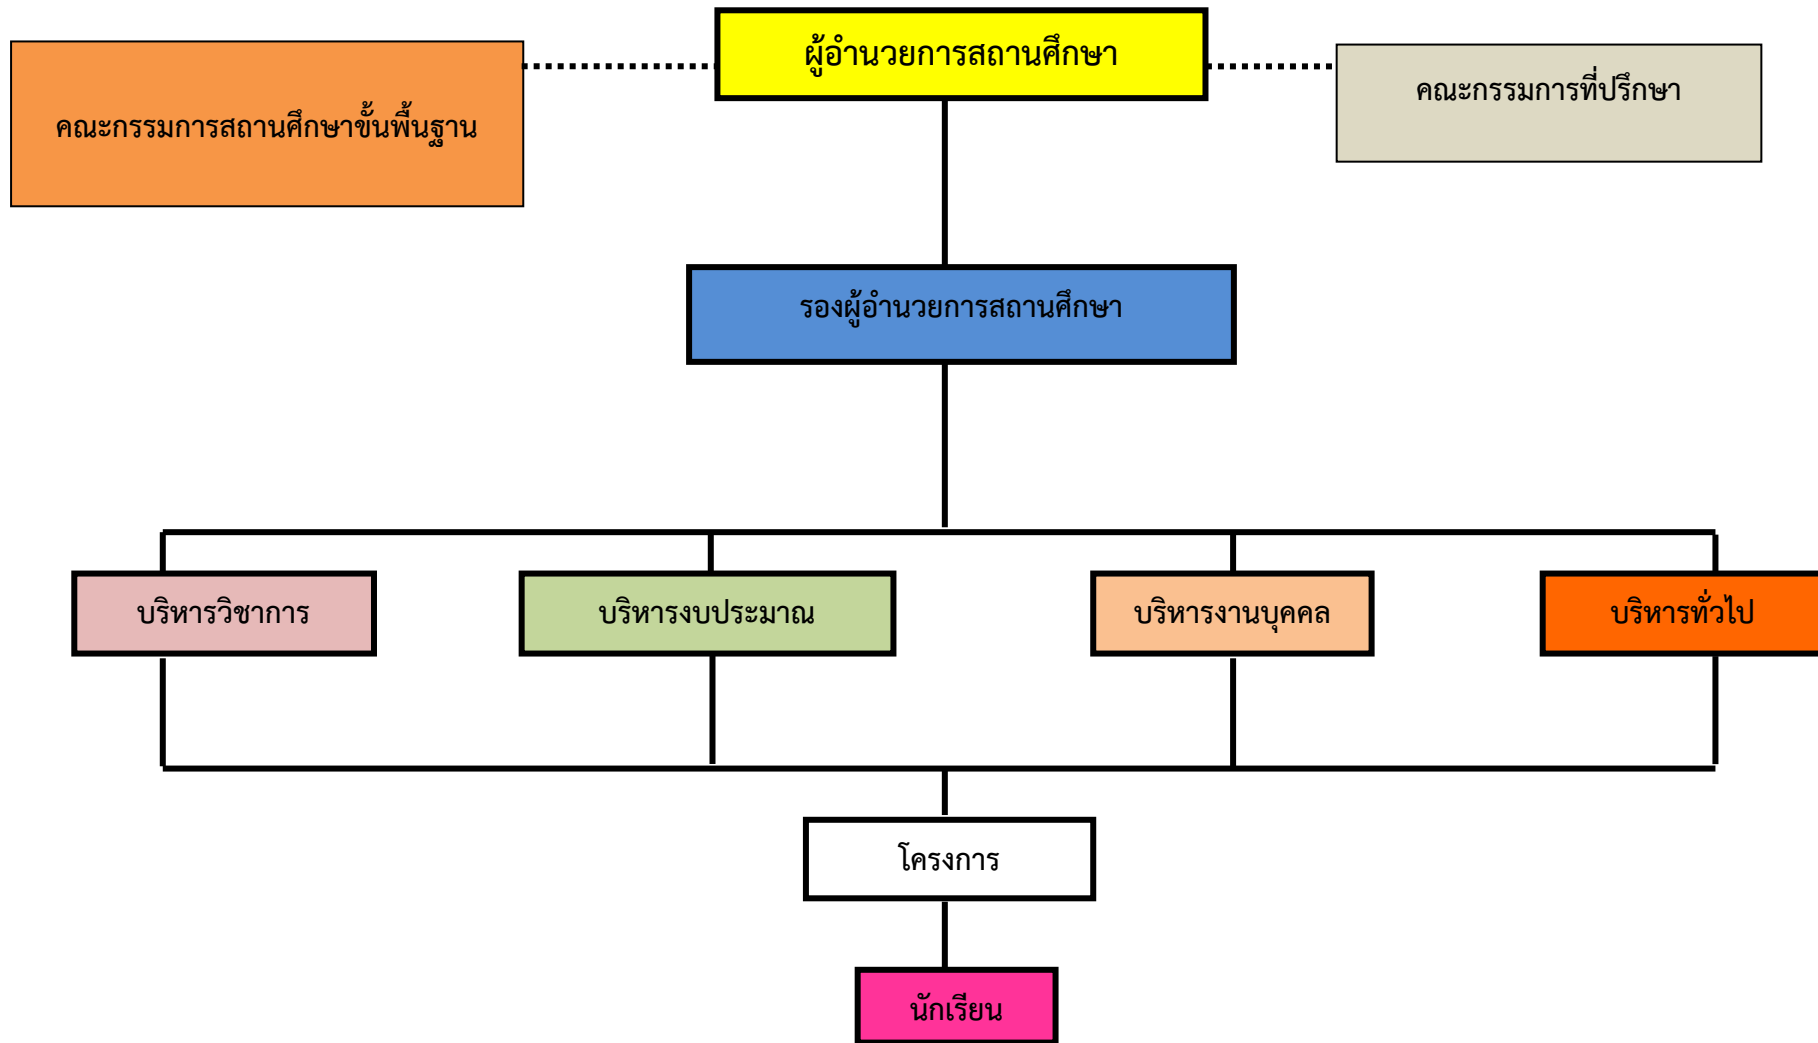 ผู้อำนวยการสถานศึกษา
คณะกรรมการสถานศึกษาขั้นพื้นฐาน
คณะกรรมการที่ปรึกษา
รองผู้อำนวยการสถานศึกษา
บริหารวิชาการ
บริหารงบประมาณ
บริหารงานบุคคล
บริหารทั่วไป
โครงการ
นักเรียน